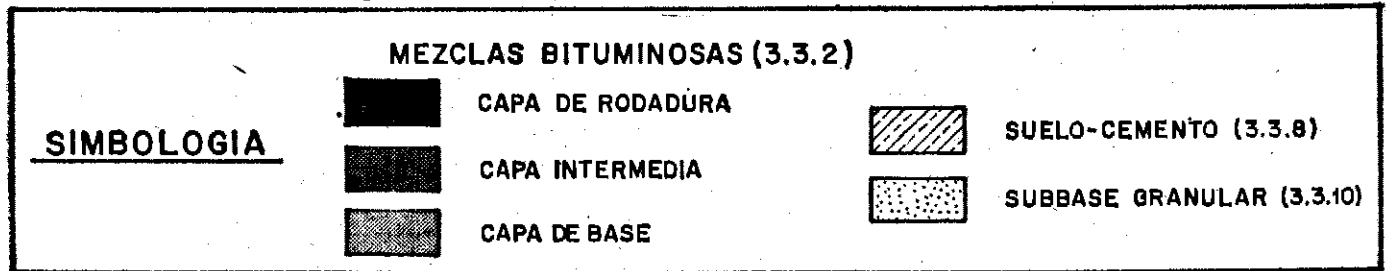 MEZCLAS BITUMINOSAS (3.3.2)
SIMBOLOGIA
CAPA DE RODADURA
CAPA INTERMEDIA
CAPA DE BASE
SUELO-CEMENTO (3.3.8)
SUBBASE GRANULAR (3.3.10)